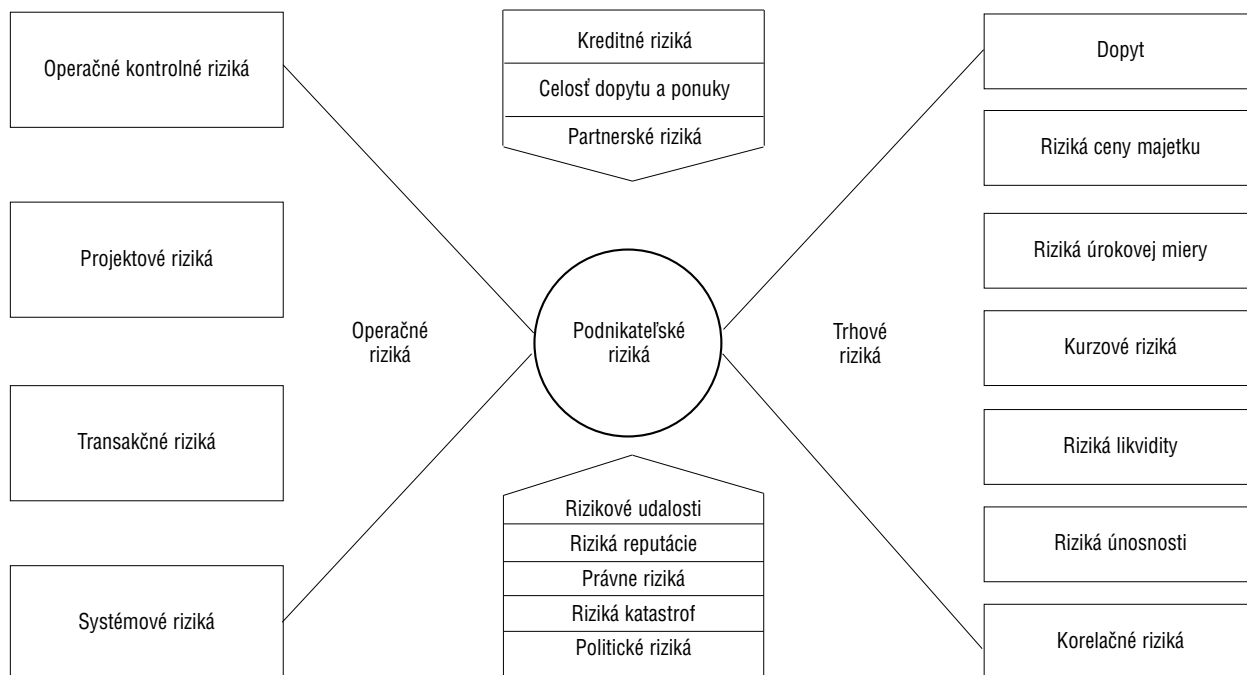 Operačné kontrolné riziká
Projektové riziká
Transakčné riziká
Systémové riziká
Operačné
riziká
Kreditné riziká
Celosť dopytu a ponuky
Partnerské riziká
Podnikateľské
riziká
Rizikové udalosti
Riziká reputácie
Právne riziká
Riziká katastrof
Politické riziká
Trhové
riziká
Dopyt
Riziká ceny majetku
Riziká úrokovej miery
Kurzové riziká
Riziká likvidity
Riziká únosnosti
Korelačné riziká